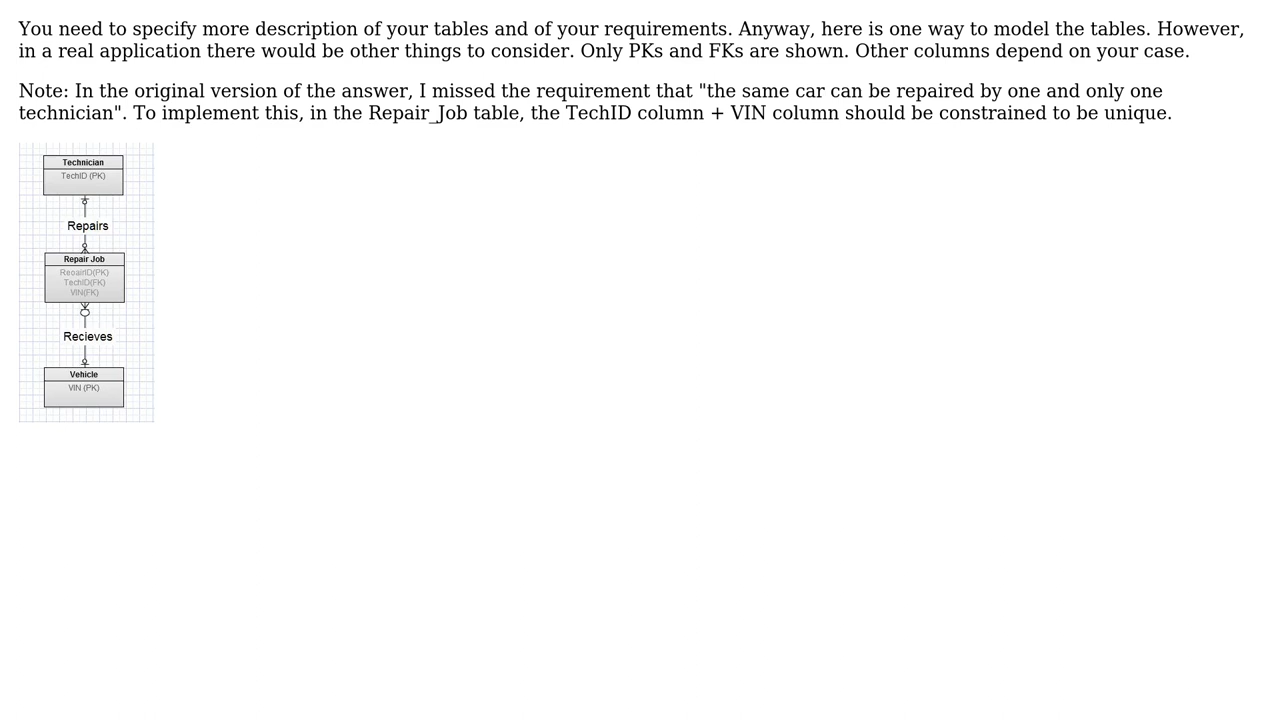 You need to specify more description of your tables and of your requirements. Anyway, here is one way to model the tables. However,
in a real application there would be other things to consider. Only PKs and FKs are shown. Other columns depend on your case.
Note: In the original version of the answer, I missed the requirement that "the same car can be repaired by one and only one
technician". To implement this, in the Repair_Job table, the TechID column + VIN column should be constrained to be unique.
Technician
TechID (PK)
Repairs
Repair Job
RepairID(PK)
TechID(FK)
VIN(FK)
Recieves
Vehicle
VIN (PK)